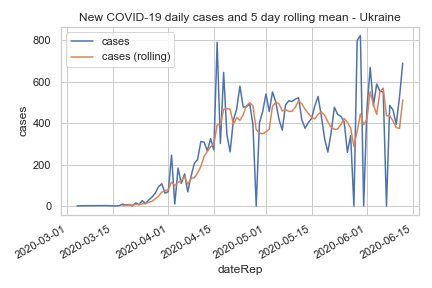 New COVID-19 daily cases and 5 day rolling mean - Ukraine
cases
cases (rolling)
800
600
400
200
0
cases
2020-03-01
2020-03-15
2020-04-01
2020-04-15
2020-05-01
2020-05-15
2020-06-01
2020-06-15
dateRep